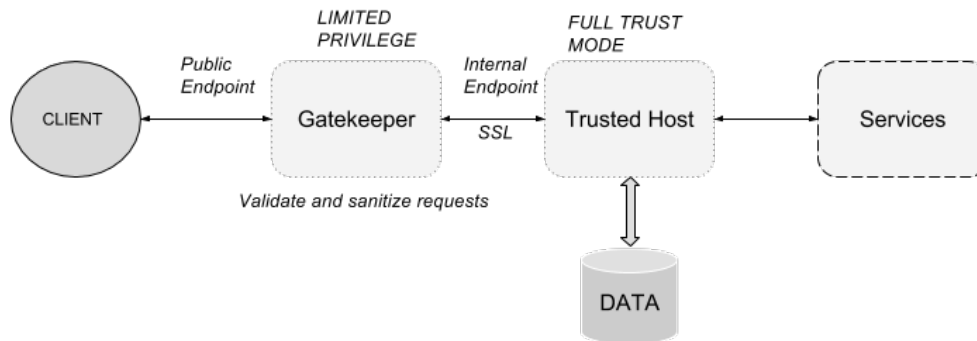 LIMITED
PRIVILEGE
FULL TRUST
MODE
Public
Endpoint
Internal
Endpoint
CLIENT
Gatekeeper
SSL
Trusted Host
Services
Validate and sanitize requests
DATA